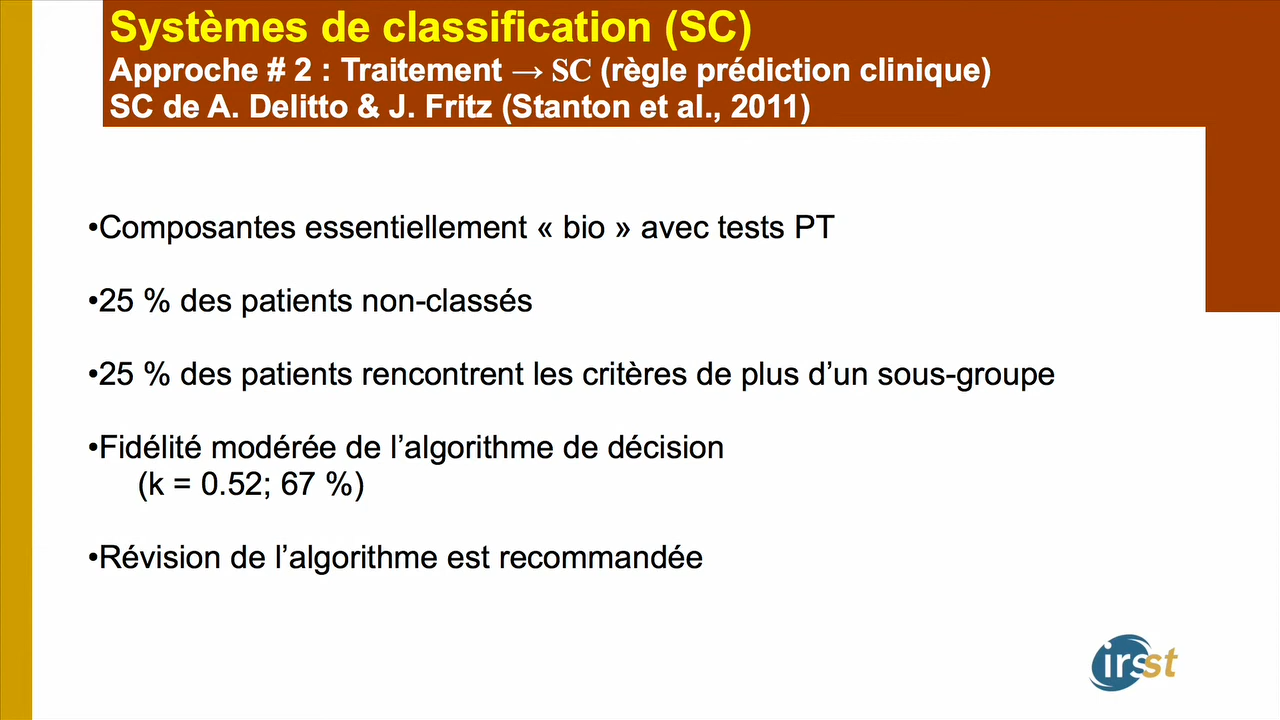 Systèmes de classification (SC)
Approche # 2 : Traitement → SC (règle prédiction clinique)
SC de A. Delitto & J. Fritz (Stanton et al., 2011)
•Composantes essentiellement « bio » avec tests PT
•25 % des patients non-classés
•25 % des patients rencontrent les critères de plus d’un sous-groupe
•Fidélité modérée de l’algorithme de décision
(k = 0.52; 67 %)
•Révision de l’algorithme est recommandée
irsst